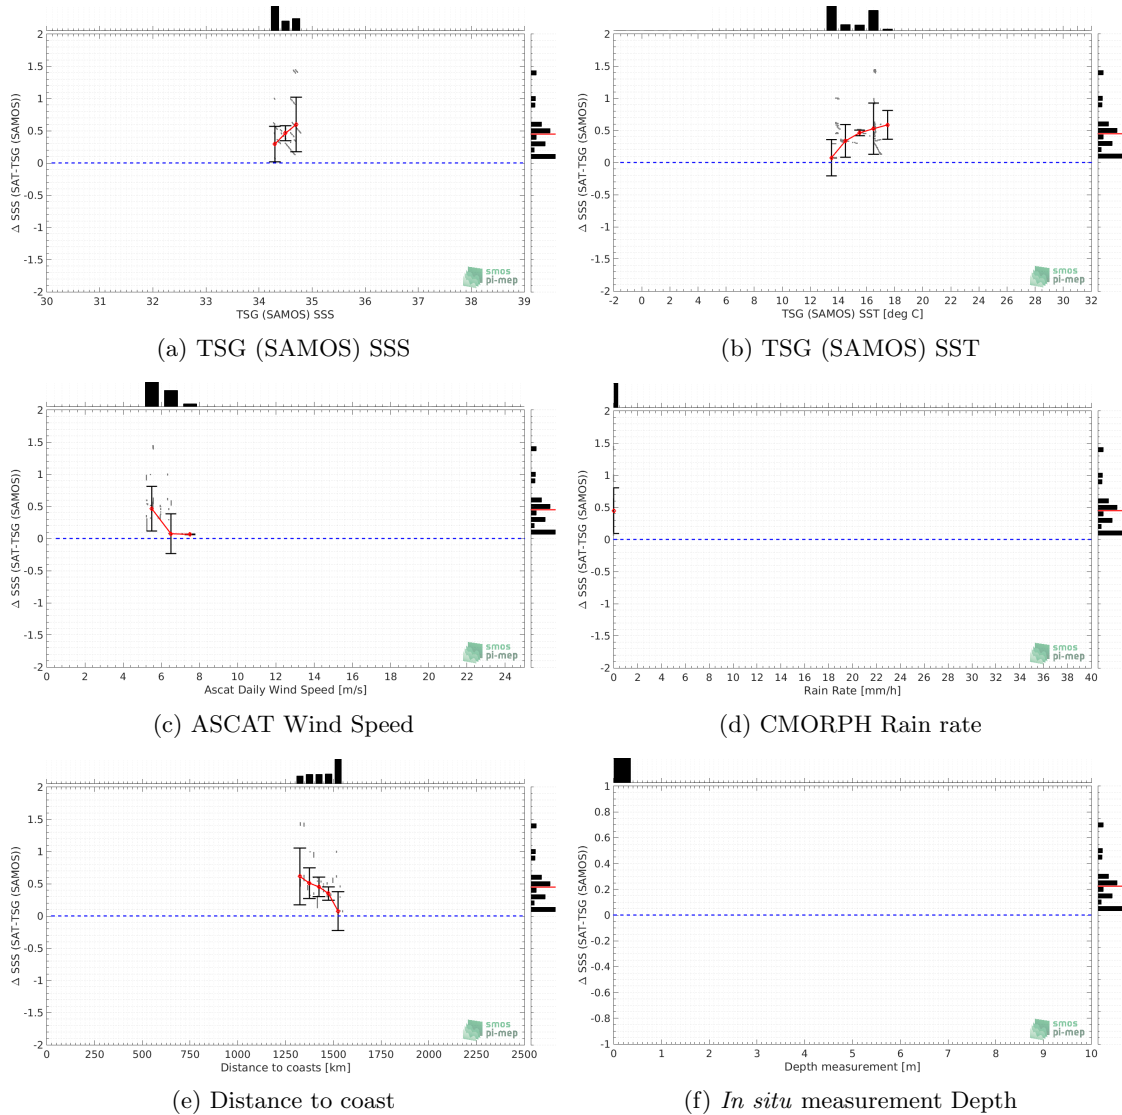 2
1.5
1
0.5
0
-0.5
-1
-1.5
-2
Δ SSS (SAT-TSG (SAMOS))
30 31 32 33 34 35 36 37 38 39
TSG (SAMOS) SSS
smos
pi-mep
(a) TSG (SAMOS) SSS
2
1.5
1
0.5
0
-0.5
-1
-1.5
-2
Δ SSS (SAT-TSG (SAMOS))
-2 0 2 4 6 8 10 12 14 16 18 20 22 24 26 28 30 32
TSG (SAMOS) SST [deg C]
smos
pi-mep
(b) TSG (SAMOS) SST
2
1.5
1
0.5
0
-0.5
-1
-1.5
-2
Δ SSS (SAT-TSG (SAMOS))
0 2 4 6 8 10 12 14 16 18 20 22 24
Ascat Daily Wind Speed [m/s]
smos
pi-mep
(c) ASCAT Wind Speed
2
1.5
1
0.5
0
-0.5
-1
-1.5
-2
Δ SSS (SAT-TSG (SAMOS))
0 2 4 6 8 10 12 14 16 18 20 22 24 26 28 30 32 34 36 38 40
Rain Rate [mm/h]
smos
pi-mep
(d) CMORPH Rain rate
2
1.5
1
0.5
0
-0.5
-1
-1.5
-2
Δ SSS (SAT-TSG (SAMOS))
0 250 500 750 1000 1250 1500 1750 2000 2250 2500
Distance to coasts [km]
smos
pi-mep
(e) Distance to coast
1
0.8
0.6
0.4
0.2
0
-0.2
-0.4
-0.6
-0.8
-1
Δ SSS (SAT-TSG (SAMOS))
0 1 2 3 4 5 6 7 8 9 10
Depth measurement [m]
smos
pi-mep
(f) In situ measurement Depth